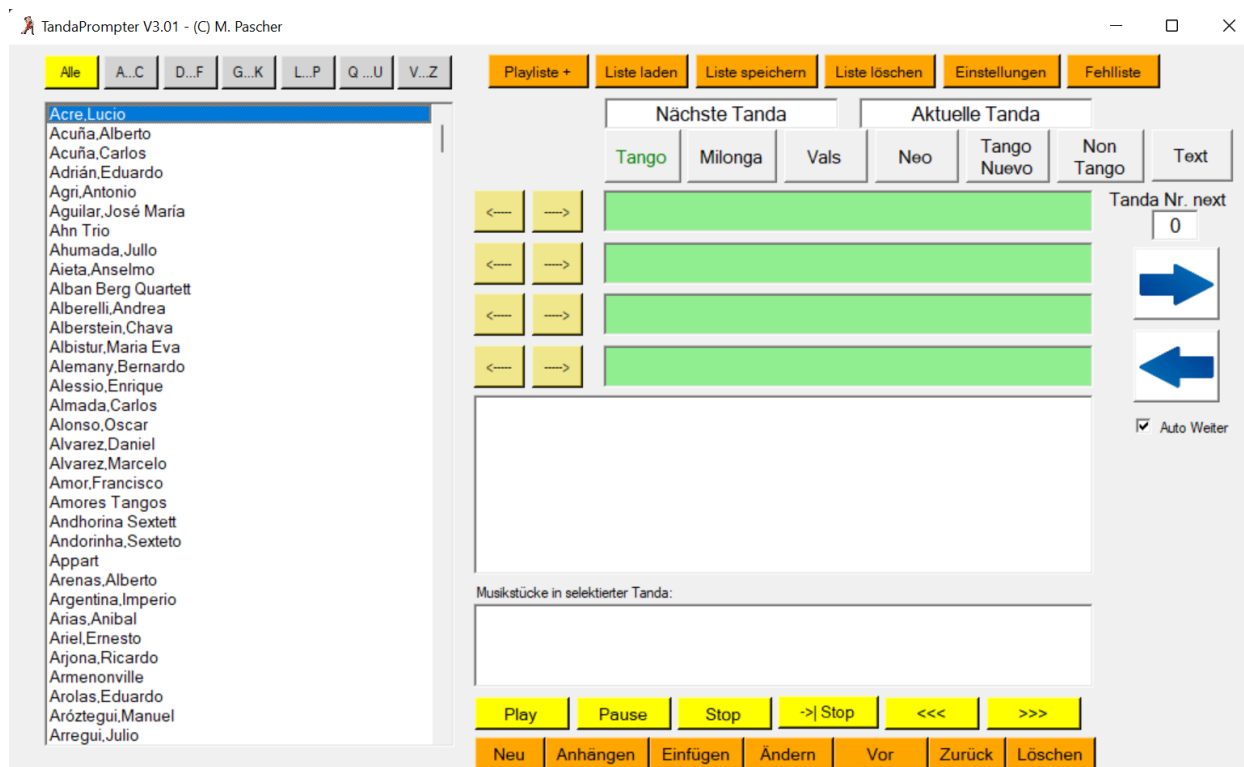 TandaPrompter V3.01 - (C) M. Pascher
Alle A...C D...F G...K L...P Q ...U V...Z
Playliste + Liste laden Liste speichern Liste löschen Einstellungen Fehlliste
Acre,Lucio
Acuña,Alberto
Acuña,Carlos
Adrián,Eduardo
Agri,Antonio
Aguilar,José María
Ahn Trio
Ahumada,Jullo
Aieta,Anselmo
Alban Berg Quartett
Alberelli,Andrea
Alberstein,Chava
Albistur,Maria Eva
Alemany,Bernardo
Alessio,Enrique
Almada,Carlos
Alonso,Oscar
Alvarez,Daniel
Alvarez,Marcelo
Amor,Francisco
Amores Tangos
Andhorina Sextett
Andorinha,Sexteto
Appart
Arenas,Alberto
Argentina,Imperio
Arias,Anibal
Ariel,Ernesto
Arjona,Ricardo
Armenonville
Arolas,Eduardo
Aróztegui,Manuel
Arregui,Julio
Nächste Tanda Aktuelle Tanda
Tango Milonga Vals Neo Tango Nuevo Non Tango Text
<----- ----->
<----- ----->
<----- ----->
<----- ----->
Tanda Nr. next
0
Auto Weiter
Musikstücke in selektierter Tanda:
Play Pause Stop ->| Stop <<< >>>
Neu Anhängen Einfügen Ändern Vor Zurück Löschen